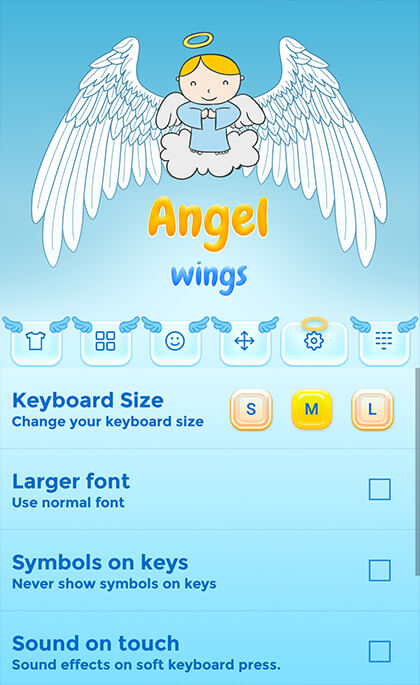 Angel
wings
Keyboard Size
Change your keyboard size
S M L
Larger font
Use normal font
Symbols on keys
Never show symbols on keys
Sound on touch
Sound effects on soft keyboard press.